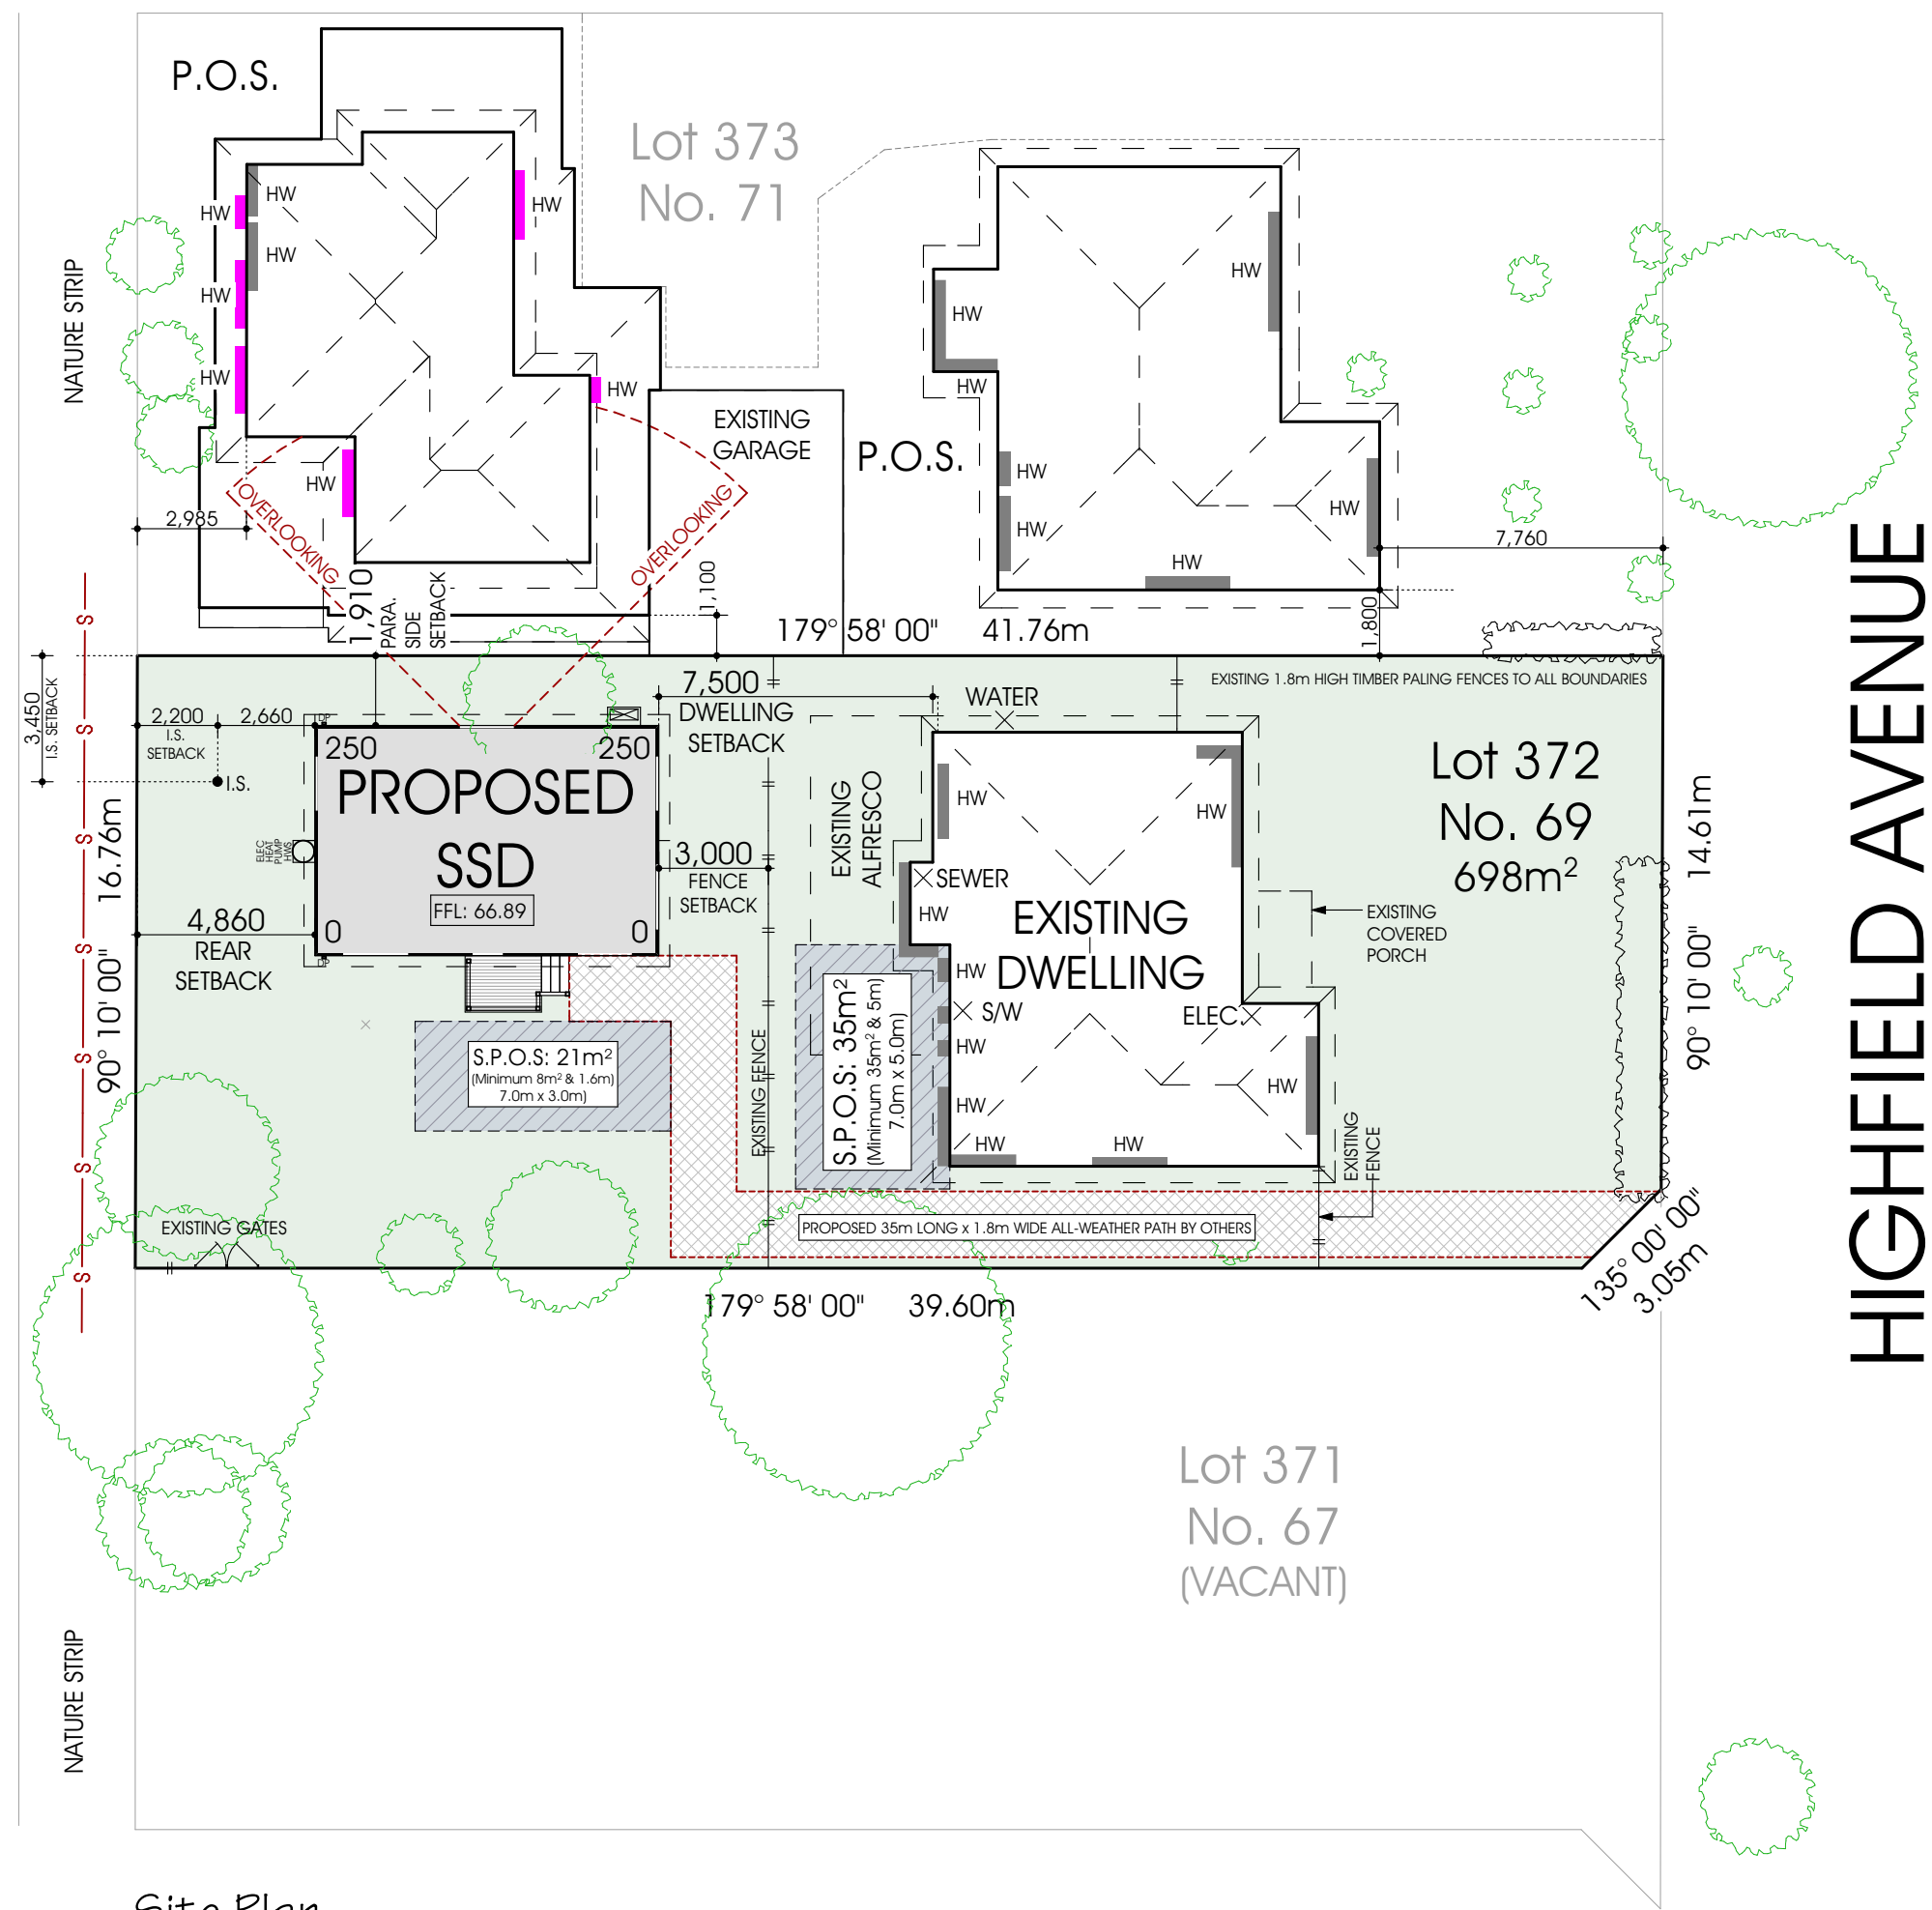 P.O.S.
Lot 373
No. 71
HW
HW
HW
HW
HW
HW
HW
HW
NATURE STRIP
EXISTING
GARAGE
P.O.S.
HW
HW
HW
HW
HW
HW
HW
OVERLOOKING
OVERLOOKING
2,985
1,910
PARA.
SIDE
SETBACK
1,100
7,760
1,800
179° 58' 00"
41.76m
HIGHFIELD AVENUE
S
S
S
S
S
S
S
3,450
I.S. SETBACK
2,200
I.S.
SETBACK
2,660
DP
I.S.
7,500
DWELLING
SETBACK
WATER
EXISTING 1.8m HIGH TIMBER PALING FENCES TO ALL BOUNDARIES
250
250
PROPOSED
SSD
FFL: 66.89
0
0
DP
ELEC
HEAT
PUMP
HWS
16.76m
90° 10' 00"
4,860
REAR
SETBACK
3,000
FENCE
SETBACK
EXISTING
ALFRESCO
HW
HW
SEWER
HW
EXISTING
DWELLING
HW
S/W
ELEC.
HW
HW
HW
HW
HW
Lot 372
No. 69
698m²
14.61m
90° 10' 00"
EXISTING
COVERED
PORCH
S.P.O.S: 21m²
(Minimum 8m² & 1.6m)
7.0m x 3.0m)
EXISTING FENCE
S.P.O.S: 35m²
(Minimum 35m² & 5m)
7.0m x 5.0m)
EXISTING
FENCE
EXISTING GATES
PROPOSED 35m LONG x 1.8m WIDE ALL-WEATHER PATH BY OTHERS
179° 58' 00"
39.60m
135° 00' 00"
3.05m
Lot 371
No. 67
(VACANT)
NATURE STRIP
Site Plan